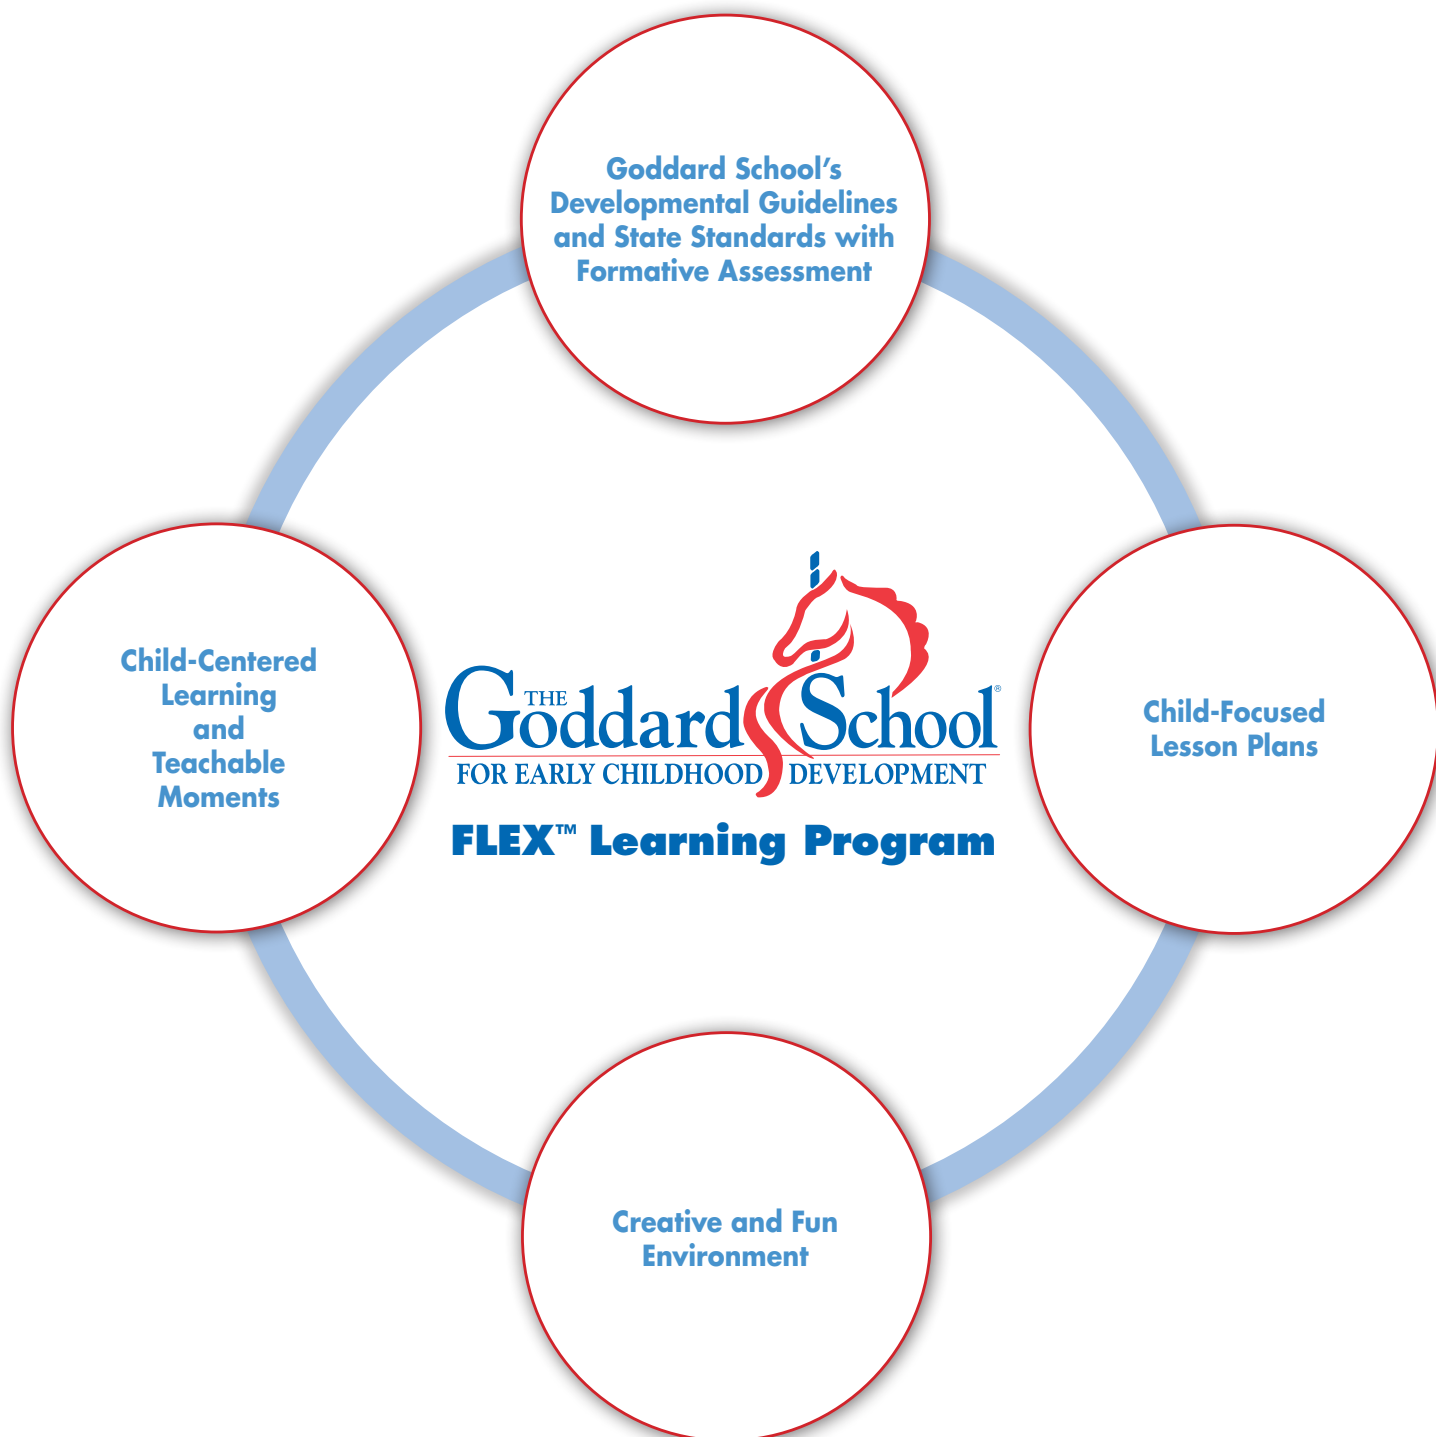 Goddard School's
Developmental Guidelines
and State Standards with
Formative Assessment
Child-Centered
Learning
and
Teachable
Moments
THE
Goddard School®
FOR EARLY CHILDHOOD DEVELOPMENT
FLEX™ Learning Program
Child-Focused
Lesson Plans
Creative and Fun
Environment